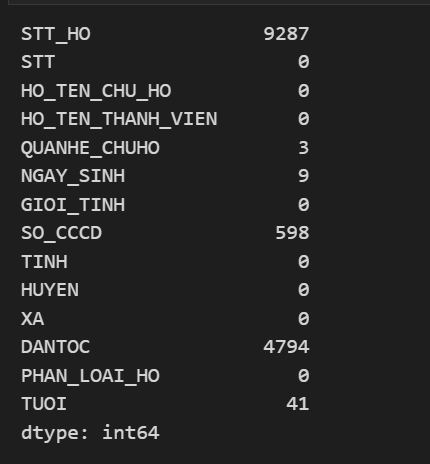 STT_HO 9287
STT 0
HO_TEN_CHU_HO 0
HO_TEN_THANH_VIEN 0
QUANHE_CHUHO 3
NGAY_SINH 9
GIOI_TINH 0
SO_CCCD 598
TINH 0
HUYEN 0
XA 0
DANTOC 4794
PHAN_LOAI_HO 0
TUOI 41
dtype: int64